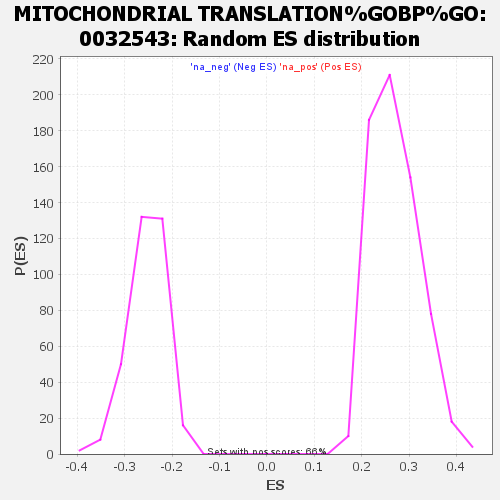 MITOCHONDRIAL TRANSLATION%GOBP%GO:
0032543: Random ES distribution
'na_neg' (Neg ES) 'na_pos' (Pos ES)
220
200
180
160
140
120
100
80
60
40
20
0
P(ES)
Sets with pos scores: 66%
-0.4 -0.3 -0.2 -0.1 0.0 0.1 0.2 0.3 0.4
ES